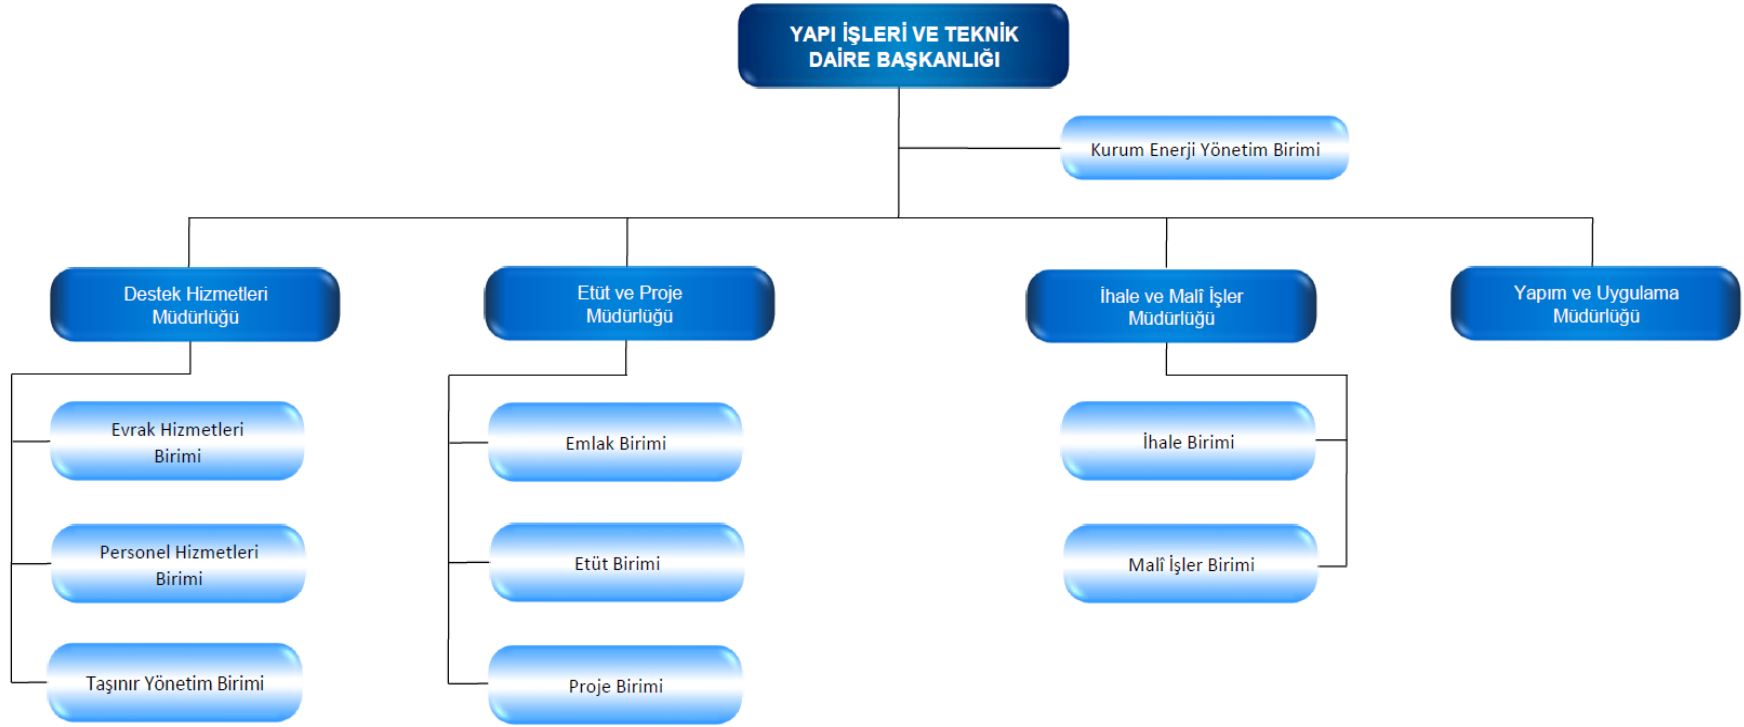 YAPI İŞLERİ VE TEKNİK
DAİRE BAŞKANLIĞI
Kurum Enerji Yönetim Birimi
Destek Hizmetleri
Müdürlüğü
Etüt ve Proje
Müdürlüğü
İhale ve Malî İşler
Müdürlüğü
Yapım ve Uygulama
Müdürlüğü
Evrak Hizmetleri
Birimi
Emlak Birimi
İhale Birimi
Personel Hizmetleri
Birimi
Etüt Birimi
Malî İşler Birimi
Taşınır Yönetim Birimi
Proje Birimi